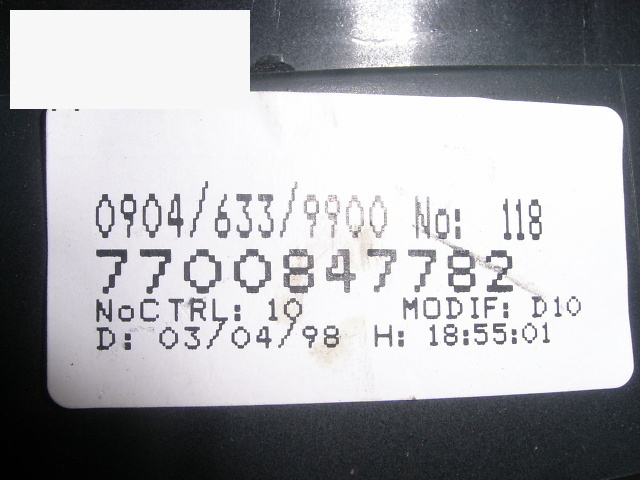 0904/633/9900 No: 118
7700847782
NoCTRL: 10 MODIF: D10
D: 03/04/98 H: 18:55:01